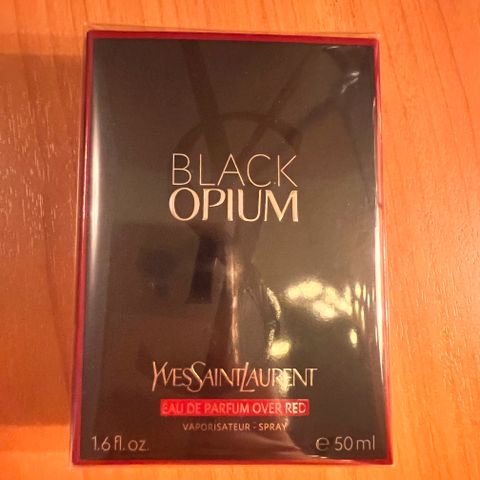 BLACK
OPIUM
YVESSAINTLAURENT
EAU DE PARFUM OVER RED
VAPORISATEUR - SPRAY
1.6 fl. oz. ℮ 50 ml